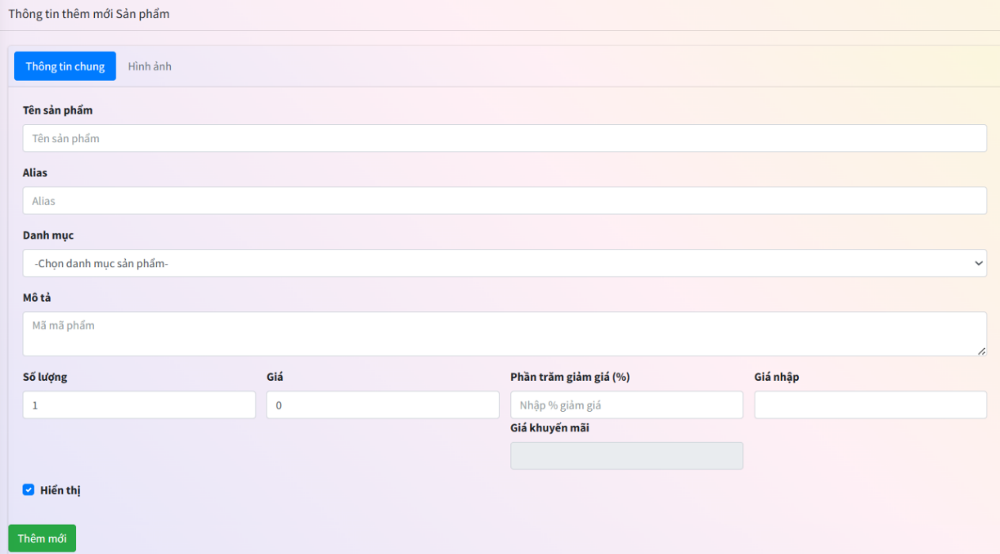 Thông tin thêm mới Sản phẩm
Thông tin chung Hình ảnh
Tên sản phẩm
Tên sản phẩm
Alias
Alias
Danh mục
-Chọn danh mục sản phẩm-
Mô tả
Mã mã phẩm
Số lượng Giá Phần trăm giảm giá (%) Giá nhập
1 0 Nhập % giảm giá
Giá khuyến mãi
Hiển thị
Thêm mới